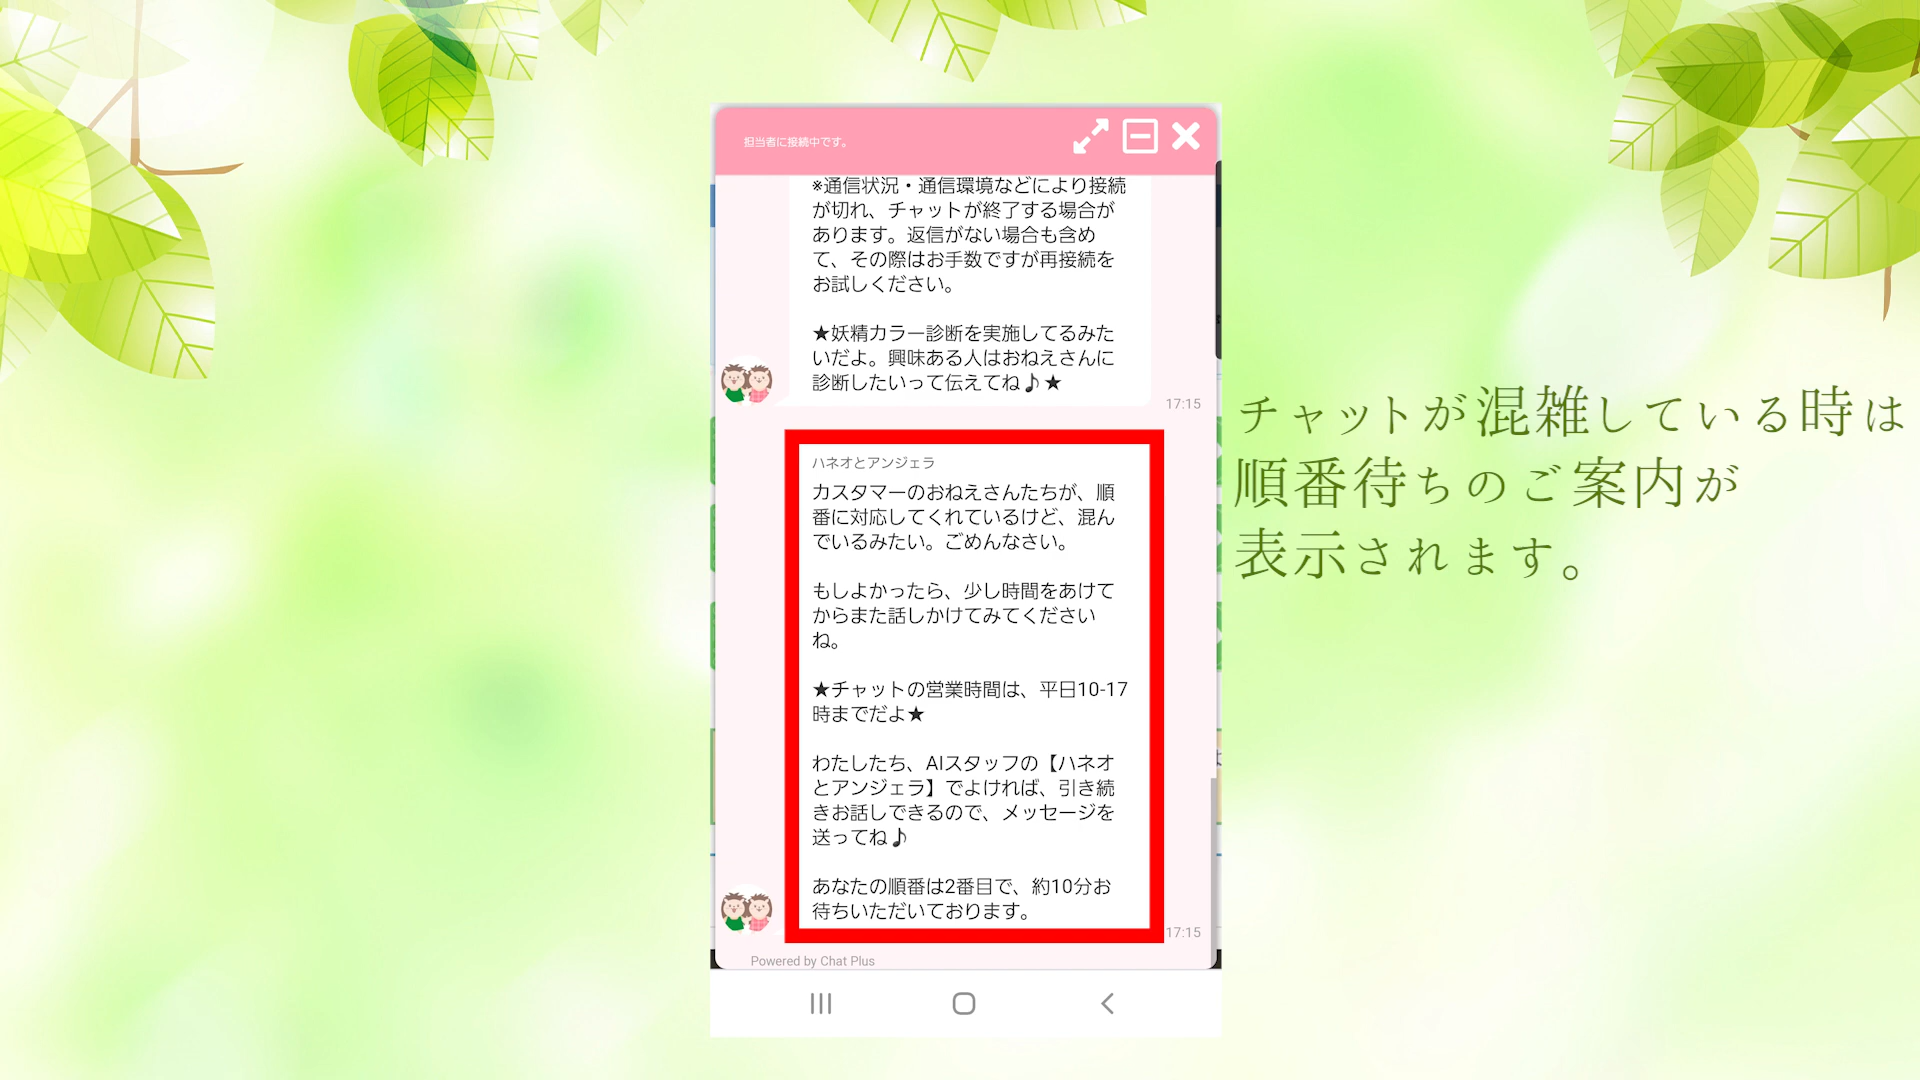 担当者に接続中です。
※通信状況・通信環境などにより接続
が切れ、チャットが終了する場合が
あります。返信がない場合も含め
て、その際はお手数ですが再接続を
お試しください。
★妖精カラー診断を実施してるみた
いだよ。興味ある人はおねえさんに
診断したいって伝えてね♪★
17:15
ハネオとアンジェラ
カスタマーのおねえさんたちが、順
番に対応してくれているけど、混ん
でいるみたい。ごめんなさい。
もしよかったら、少し時間をあけて
からまた話しかけてみてください
ね。
★チャットの営業時間は、平日10-17
時までだよ★
わたしたち、AIスタッフの【ハネオ
とアンジェラ】でよければ、引き続
きお話しできるので、メッセージを
送ってね♪
あなたの順番は2番目で、約10分お
待ちいただいております。
17:15
Powered by Chat Plus
チャットが混雑している時は
順番待ちのご案内が
表示されます。